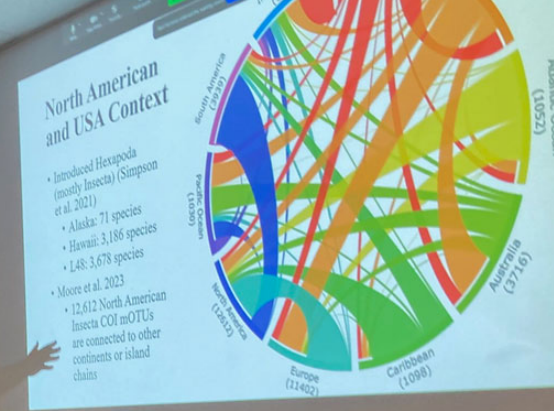 North American
and USA Context
• Introduced Hexapoda
(mostly Insecta) (Simpson
et al. 2021)
• Alaska: 71 species
• Hawaii: 3,186 species
• L48: 3,678 species
• Moore et al. 2023
• 12,612 North American
Insecta COI mOTUs
are connected to other
continents or island
chains
South America
(3939)
Pacific Ocean
(1030)
North America
(12612)
Europe
(11402)
Caribbean
(1098)
Australia
(3716)
(1052)